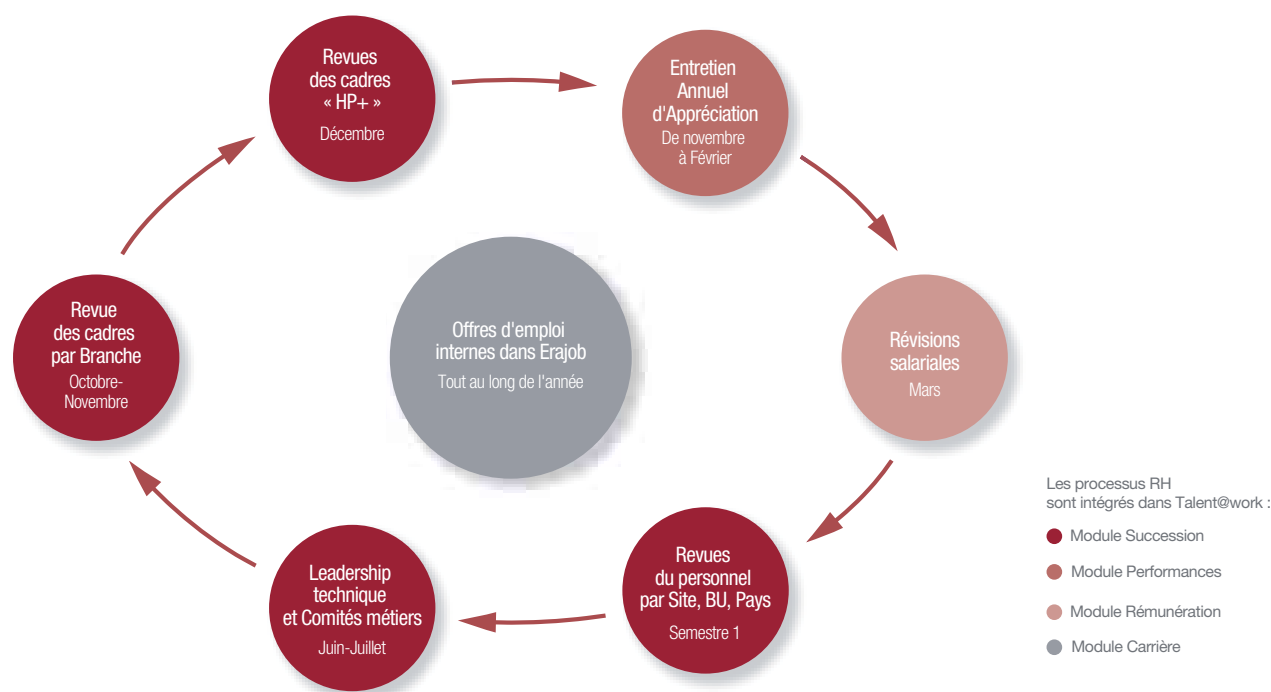 Revues
des cadres
« HP+ »
Décembre
Entretien
Annuel
d'Appréciation
De novembre
à Février
Révisions
salariales
Mars
Revues
du personnel
par Site, BU, Pays
Semestre 1
Leadership
technique
et Comités métiers
Juin-Juillet
Revue
des cadres
par Branche
Octobre-
Novembre
Offres d'emploi
internes dans Erajob
Tout au long de l'année
Les processus RH
sont intégrés dans Talent@work :
Module Succession
Module Performances
Module Rémunération
Module Carrière